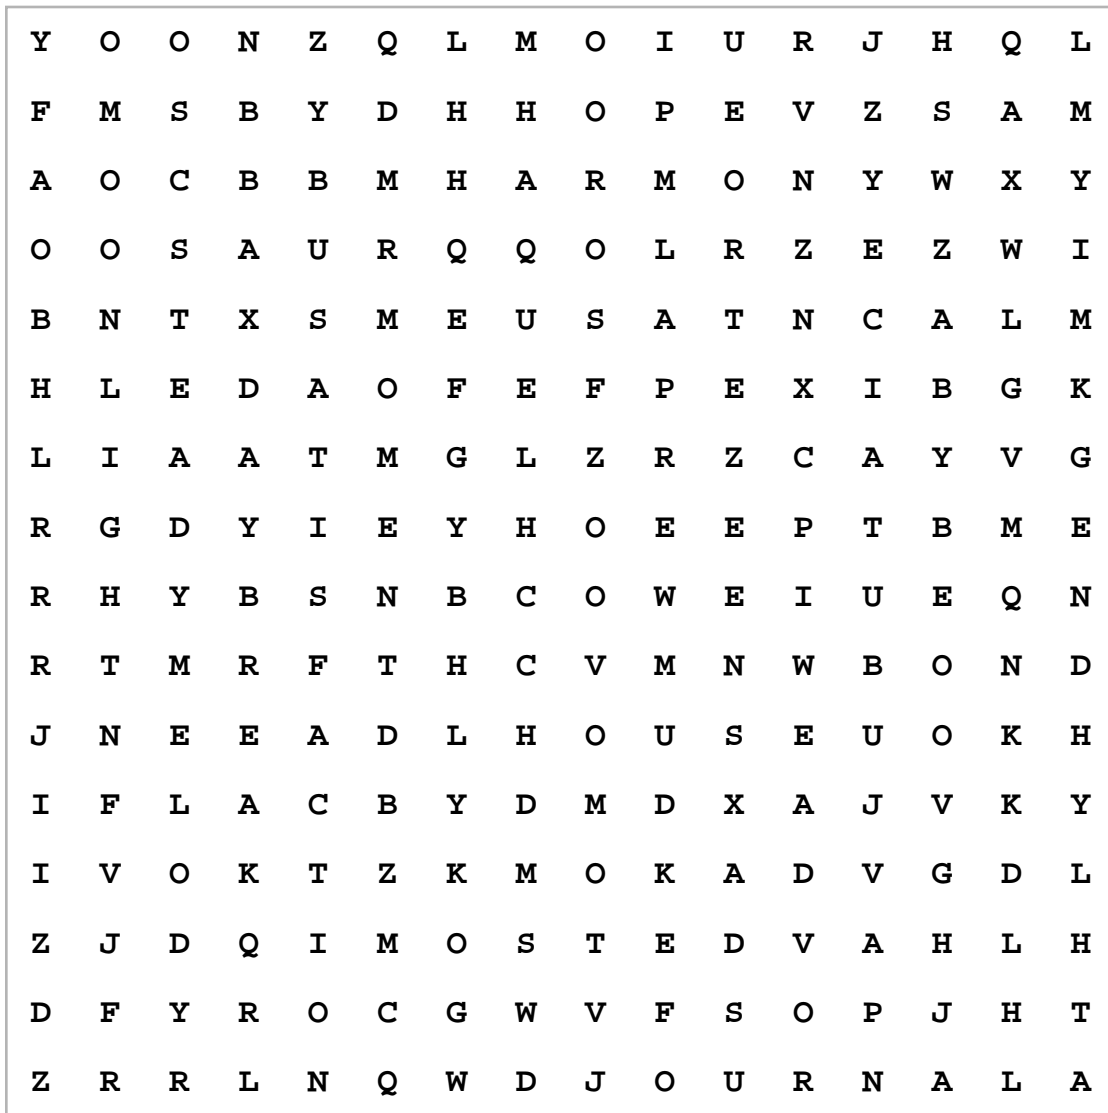 Y O O N Z Q L M O I U R J H Q L
F M S B Y D H H O P E V Z S A M
A O C B B M H A R M O N Y W X Y
O O S A U R Q Q O L R Z E Z W I
B N T X S M E U S A T N C A L M
H L E D A O F E F P E X I B G K
L I A A T M G L Z R Z C A Y V G
R G D Y I E Y H O E E P T B M E
R H Y B S N B C O W E I U E Q N
R T M R F T H C V M N W B O N D
J N E E A D L H O U S E U O K H
I F L A C B Y D M D X A J V K Y
I V O K T Z K M O K A D V G D L
Z J D Q I M O S T E D V A H L H
D F Y R O C G W V F S O P J H T
Z R R L N Q W D J O U R N A L A